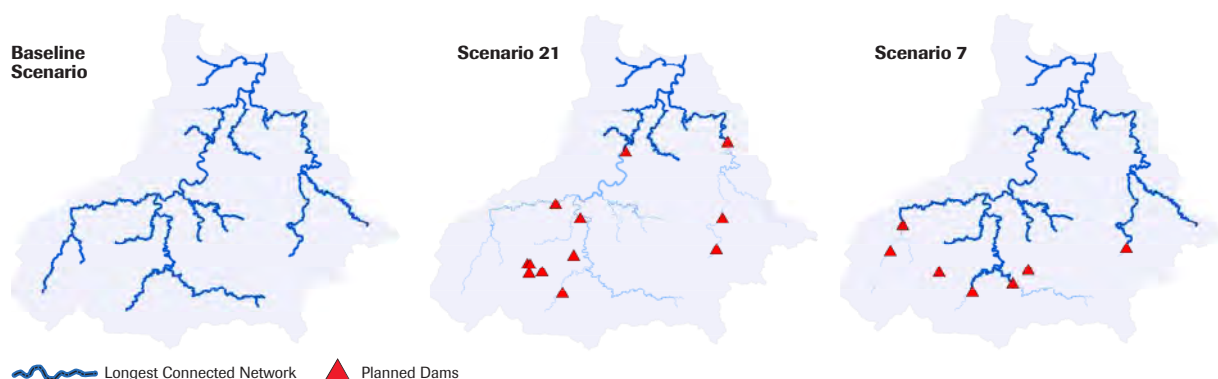 Baseline
Scenario
Scenario 21
Scenario 7
Longest Connected Network
Planned Dams